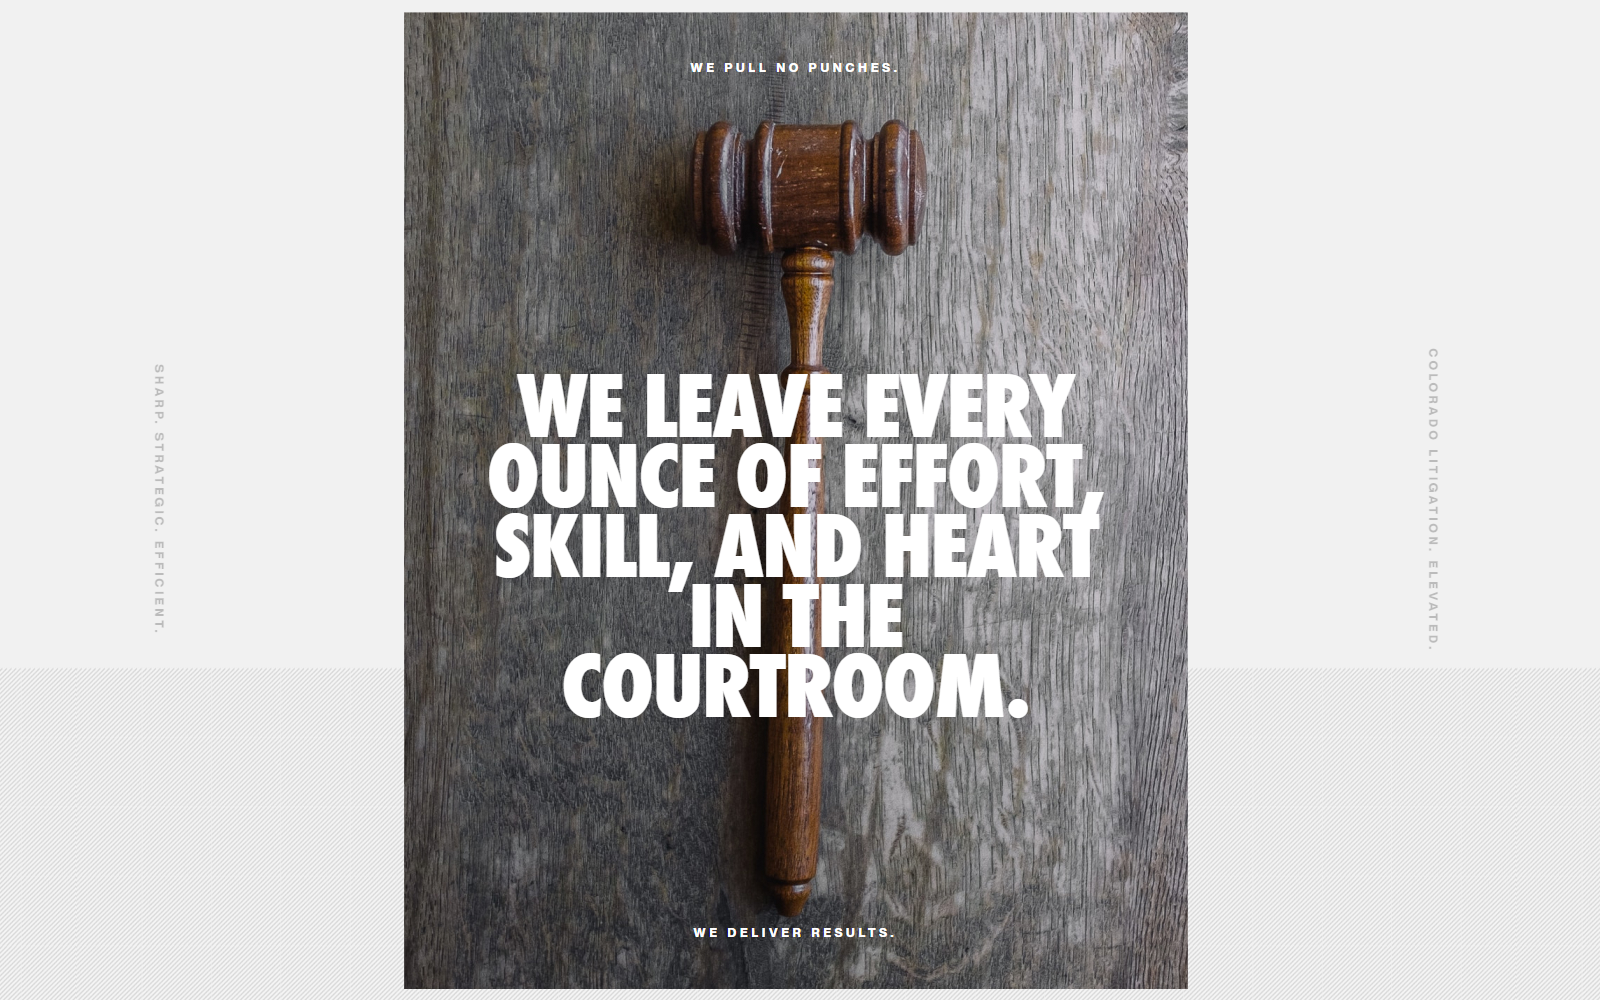 WE PULL NO PUNCHES.
WE LEAVE EVERY
OUNCE OF EFFORT,
SKILL, AND HEART
IN THE
COURTROOM.
WE DELIVER RESULTS.
SHARP. STRATEGIC. EFFICIENT.
COLORADO LITIGATION. ELEVATED.